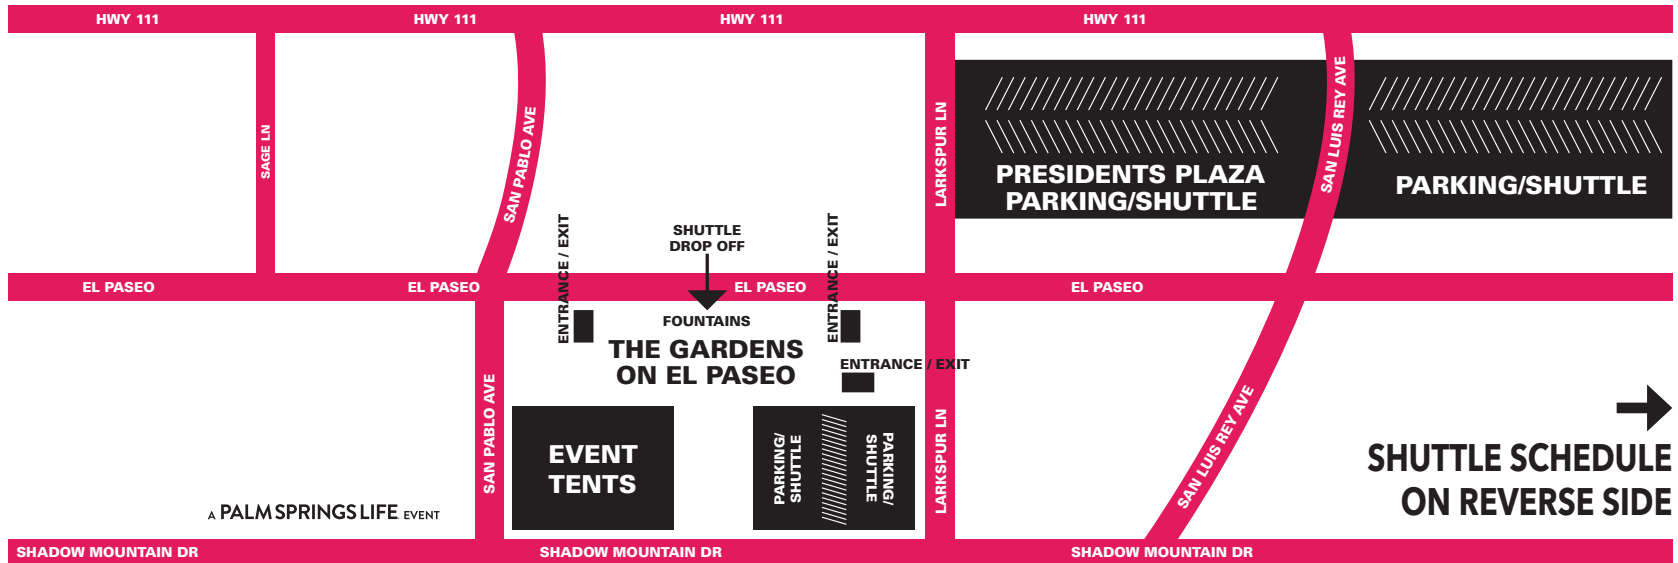 HWY 111
HWY 111
HWY 111
HWY 111
SAGE LN
SAN PABLO AVE
LARKSPUR LN
SAN LUIS REY AVE
PRESIDENTS PLAZA
PARKING/SHUTTLE
PARKING/SHUTTLE
SHUTTLE
DROP OFF
ENTRANCE / EXIT
ENTRANCE / EXIT
EL PASEO
EL PASEO
EL PASEO
EL PASEO
FOUNTAINS
THE GARDENS
ON EL PASEO
ENTRANCE / EXIT
SAN PABLO AVE
EVENT
TENTS
PARKING/
SHUTTLE
PARKING/
SHUTTLE
LARKSPUR LN
SAN LUIS REY AVE
SHUTTLE SCHEDULE
ON REVERSE SIDE
A PALM SPRINGS LIFE EVENT
SHADOW MOUNTAIN DR
SHADOW MOUNTAIN DR
SHADOW MOUNTAIN DR